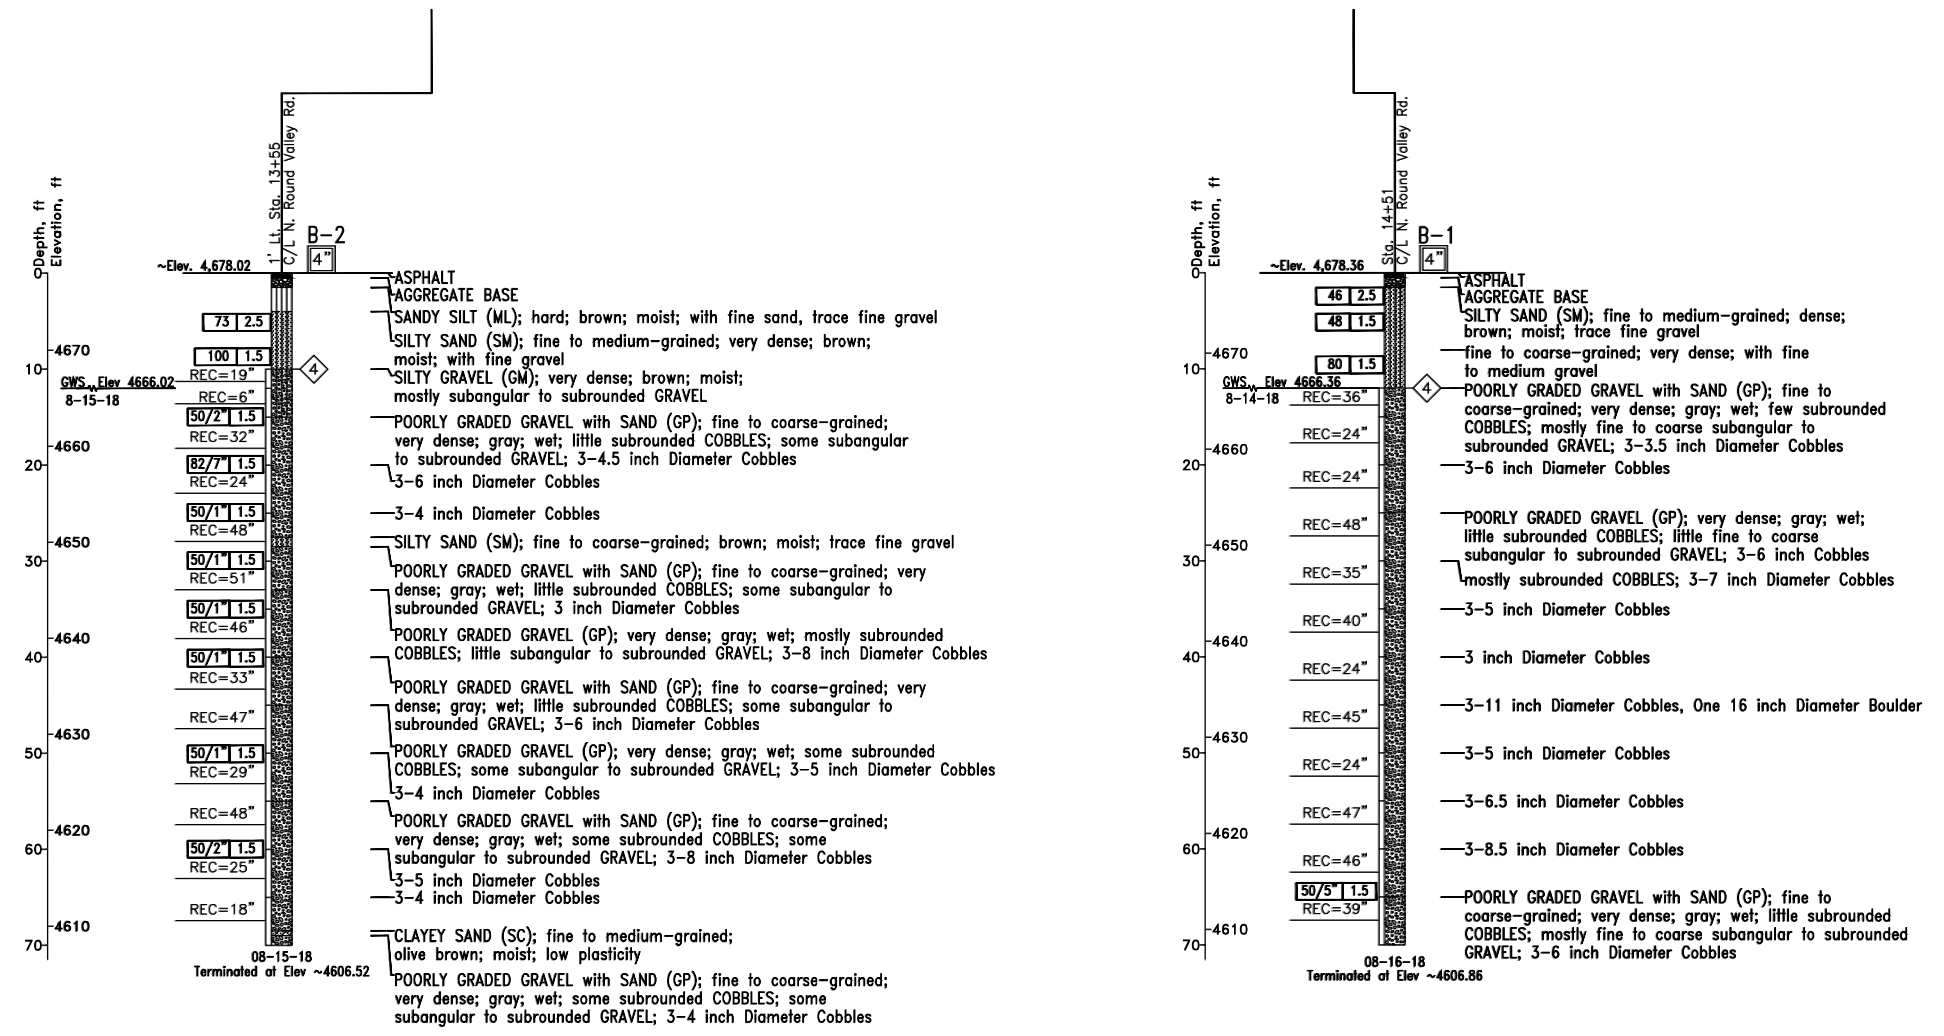 1' Lt. Sta. 13+55
C/L N. Round Valley Rd.
Depth, ft
Elevation, ft
B-2
4"
~Elev. 4,678.02
0
10
20
30
40
50
60
70
4670
4660
4650
4640
4630
4620
4610
GWS Elev 4666.02
8-15-18
73 2.5
100 1.5
REC=19"
REC=6"
50/2" 1.5
REC=32"
82/7" 1.5
REC=24"
50/1" 1.5
REC=48"
50/1" 1.5
REC=51"
50/1" 1.5
REC=46"
50/1" 1.5
REC=33"
REC=47"
50/1" 1.5
REC=29"
REC=48"
50/2" 1.5
REC=25"
REC=18"
4
ASPHALT
AGGREGATE BASE
SANDY SILT (ML); hard; brown; moist; with fine sand, trace fine gravel
SILTY SAND (SM); fine to medium-grained; very dense; brown;
moist; with fine gravel
SILTY GRAVEL (GM); very dense; brown; moist;
mostly subangular to subrounded GRAVEL
POORLY GRADED GRAVEL with SAND (GP); fine to coarse-grained;
very dense; gray; wet; little subrounded COBBLES; some subangular
to subrounded GRAVEL; 3-4.5 inch Diameter Cobbles
3-6 inch Diameter Cobbles
3-4 inch Diameter Cobbles
SILTY SAND (SM); fine to coarse-grained; brown; moist; trace fine gravel
POORLY GRADED GRAVEL with SAND (GP); fine to coarse-grained; very
dense; gray; wet; little subrounded COBBLES; some subangular to
subrounded GRAVEL; 3 inch Diameter Cobbles
POORLY GRADED GRAVEL (GP); very dense; gray; wet; mostly subrounded
COBBLES; little subangular to subrounded GRAVEL; 3-8 inch Diameter Cobbles
POORLY GRADED GRAVEL with SAND (GP); fine to coarse-grained; very
dense; gray; wet; little subrounded COBBLES; some subangular to
subrounded GRAVEL; 3-6 inch Diameter Cobbles
POORLY GRADED GRAVEL (GP); very dense; gray; wet; some subrounded
COBBLES; some subangular to subrounded GRAVEL; 3-5 inch Diameter Cobbles
3-4 inch Diameter Cobbles
POORLY GRADED GRAVEL with SAND (GP); fine to coarse-grained;
very dense; gray; wet; some subrounded COBBLES; some
subangular to subrounded GRAVEL; 3-8 inch Diameter Cobbles
3-5 inch Diameter Cobbles
3-4 inch Diameter Cobbles
CLAYEY SAND (SC); fine to medium-grained;
olive brown; moist; low plasticity
POORLY GRADED GRAVEL with SAND (GP); fine to coarse-grained;
very dense; gray; wet; some subrounded COBBLES; some
subangular to subrounded GRAVEL; 3-4 inch Diameter Cobbles
08-15-18
Terminated at Elev ~4606.52
Sta. 14+51
C/L N. Round Valley Rd.
Depth, ft
Elevation, ft
B-1
4"
~Elev. 4,678.36
0
10
20
30
40
50
60
70
4670
4660
4650
4640
4630
4620
4610
GWS Elev 4666.36
8-14-18
46 2.5
48 1.5
80 1.5
REC=36"
REC=24"
REC=24"
REC=48"
REC=35"
REC=40"
REC=24"
REC=45"
REC=24"
REC=47"
REC=46"
50/5" 1.5
REC=39"
4
ASPHALT
AGGREGATE BASE
SILTY SAND (SM); fine to medium-grained; dense;
brown; moist; trace fine gravel
fine to coarse-grained; very dense; with fine
to medium gravel
POORLY GRADED GRAVEL with SAND (GP); fine to
coarse-grained; very dense; gray; wet; few subrounded
COBBLES; mostly fine to coarse subangular to
subrounded GRAVEL; 3-3.5 inch Diameter Cobbles
3-6 inch Diameter Cobbles
POORLY GRADED GRAVEL (GP); very dense; gray; wet;
little subrounded COBBLES; little fine to coarse
subangular to subrounded GRAVEL; 3-6 inch Cobbles
mostly subrounded COBBLES; 3-7 inch Diameter Cobbles
3-5 inch Diameter Cobbles
3 inch Diameter Cobbles
3-11 inch Diameter Cobbles, One 16 inch Diameter Boulder
3-5 inch Diameter Cobbles
3-6.5 inch Diameter Cobbles
3-8.5 inch Diameter Cobbles
POORLY GRADED GRAVEL with SAND (GP); fine to
coarse-grained; very dense; gray; wet; little subrounded
COBBLES; mostly fine to coarse subangular to subrounded
GRAVEL; 3-6 inch Diameter Cobbles
08-16-18
Terminated at Elev ~4606.86